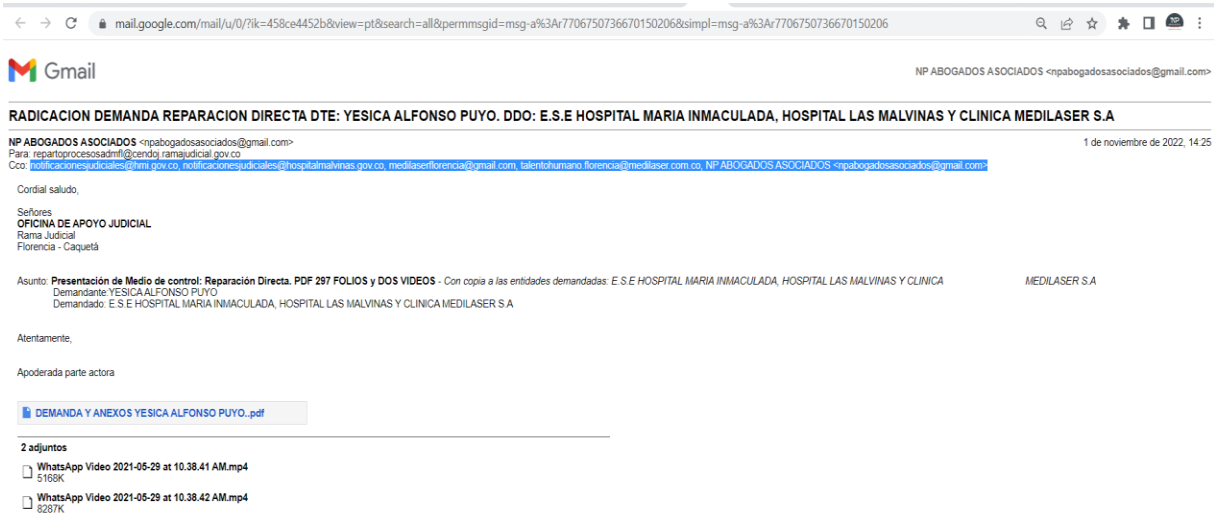 mail.google.com/mail/u/0/?ik=458ce4452b&view=pt&search=all&permmsgid=msg-a%3Ar7706750736670150206&simpl=msg-a%3Ar7706750736670150206
Gmail
NP ABOGADOS ASOCIADOS <npabogadosasociados@gmail.com>
RADICACION DEMANDA REPARACION DIRECTA DTE: YESICA ALFONSO PUYO. DDO: E.S.E HOSPITAL MARIA INMACULADA, HOSPITAL LAS MALVINAS Y CLINICA MEDILASER S.A
NP ABOGADOS ASOCIADOS <npabogadosasociados@gmail.com> 1 de noviembre de 2022, 14:25
Para: repartoprocesosadmfl@cendoj.ramajudicial.gov.co
Cco: notificacionesjudiciales@hmi.gov.co, notificacionesjudiciales@hospitalmalvinas.gov.co, medilaserflorencia@gmail.com, talentohumano.florencia@medilaser.com.co, NP ABOGADOS ASOCIADOS <npabogadosasociados@gmail.com>
Cordial saludo,
Señores
OFICINA DE APOYO JUDICIAL
Rama Judicial
Florencia - Caquetá
Asunto: Presentación de Medio de control: Reparación Directa. PDF 297 FOLIOS y DOS VIDEOS - Con copia a las entidades demandadas: E.S.E HOSPITAL MARIA INMACULADA, HOSPITAL LAS MALVINAS Y CLINICA MEDILASER S.A
Demandante:YESICA ALFONSO PUYO
Demandado: E.S.E HOSPITAL MARIA INMACULADA, HOSPITAL LAS MALVINAS Y CLINICA MEDILASER S.A
Atentamente,
Apoderada parte actora
DEMANDA Y ANEXOS YESICA ALFONSO PUYO..pdf
2 adjuntos
WhatsApp Video 2021-05-29 at 10.38.41 AM.mp4
5168K
WhatsApp Video 2021-05-29 at 10.38.42 AM.mp4
8287K